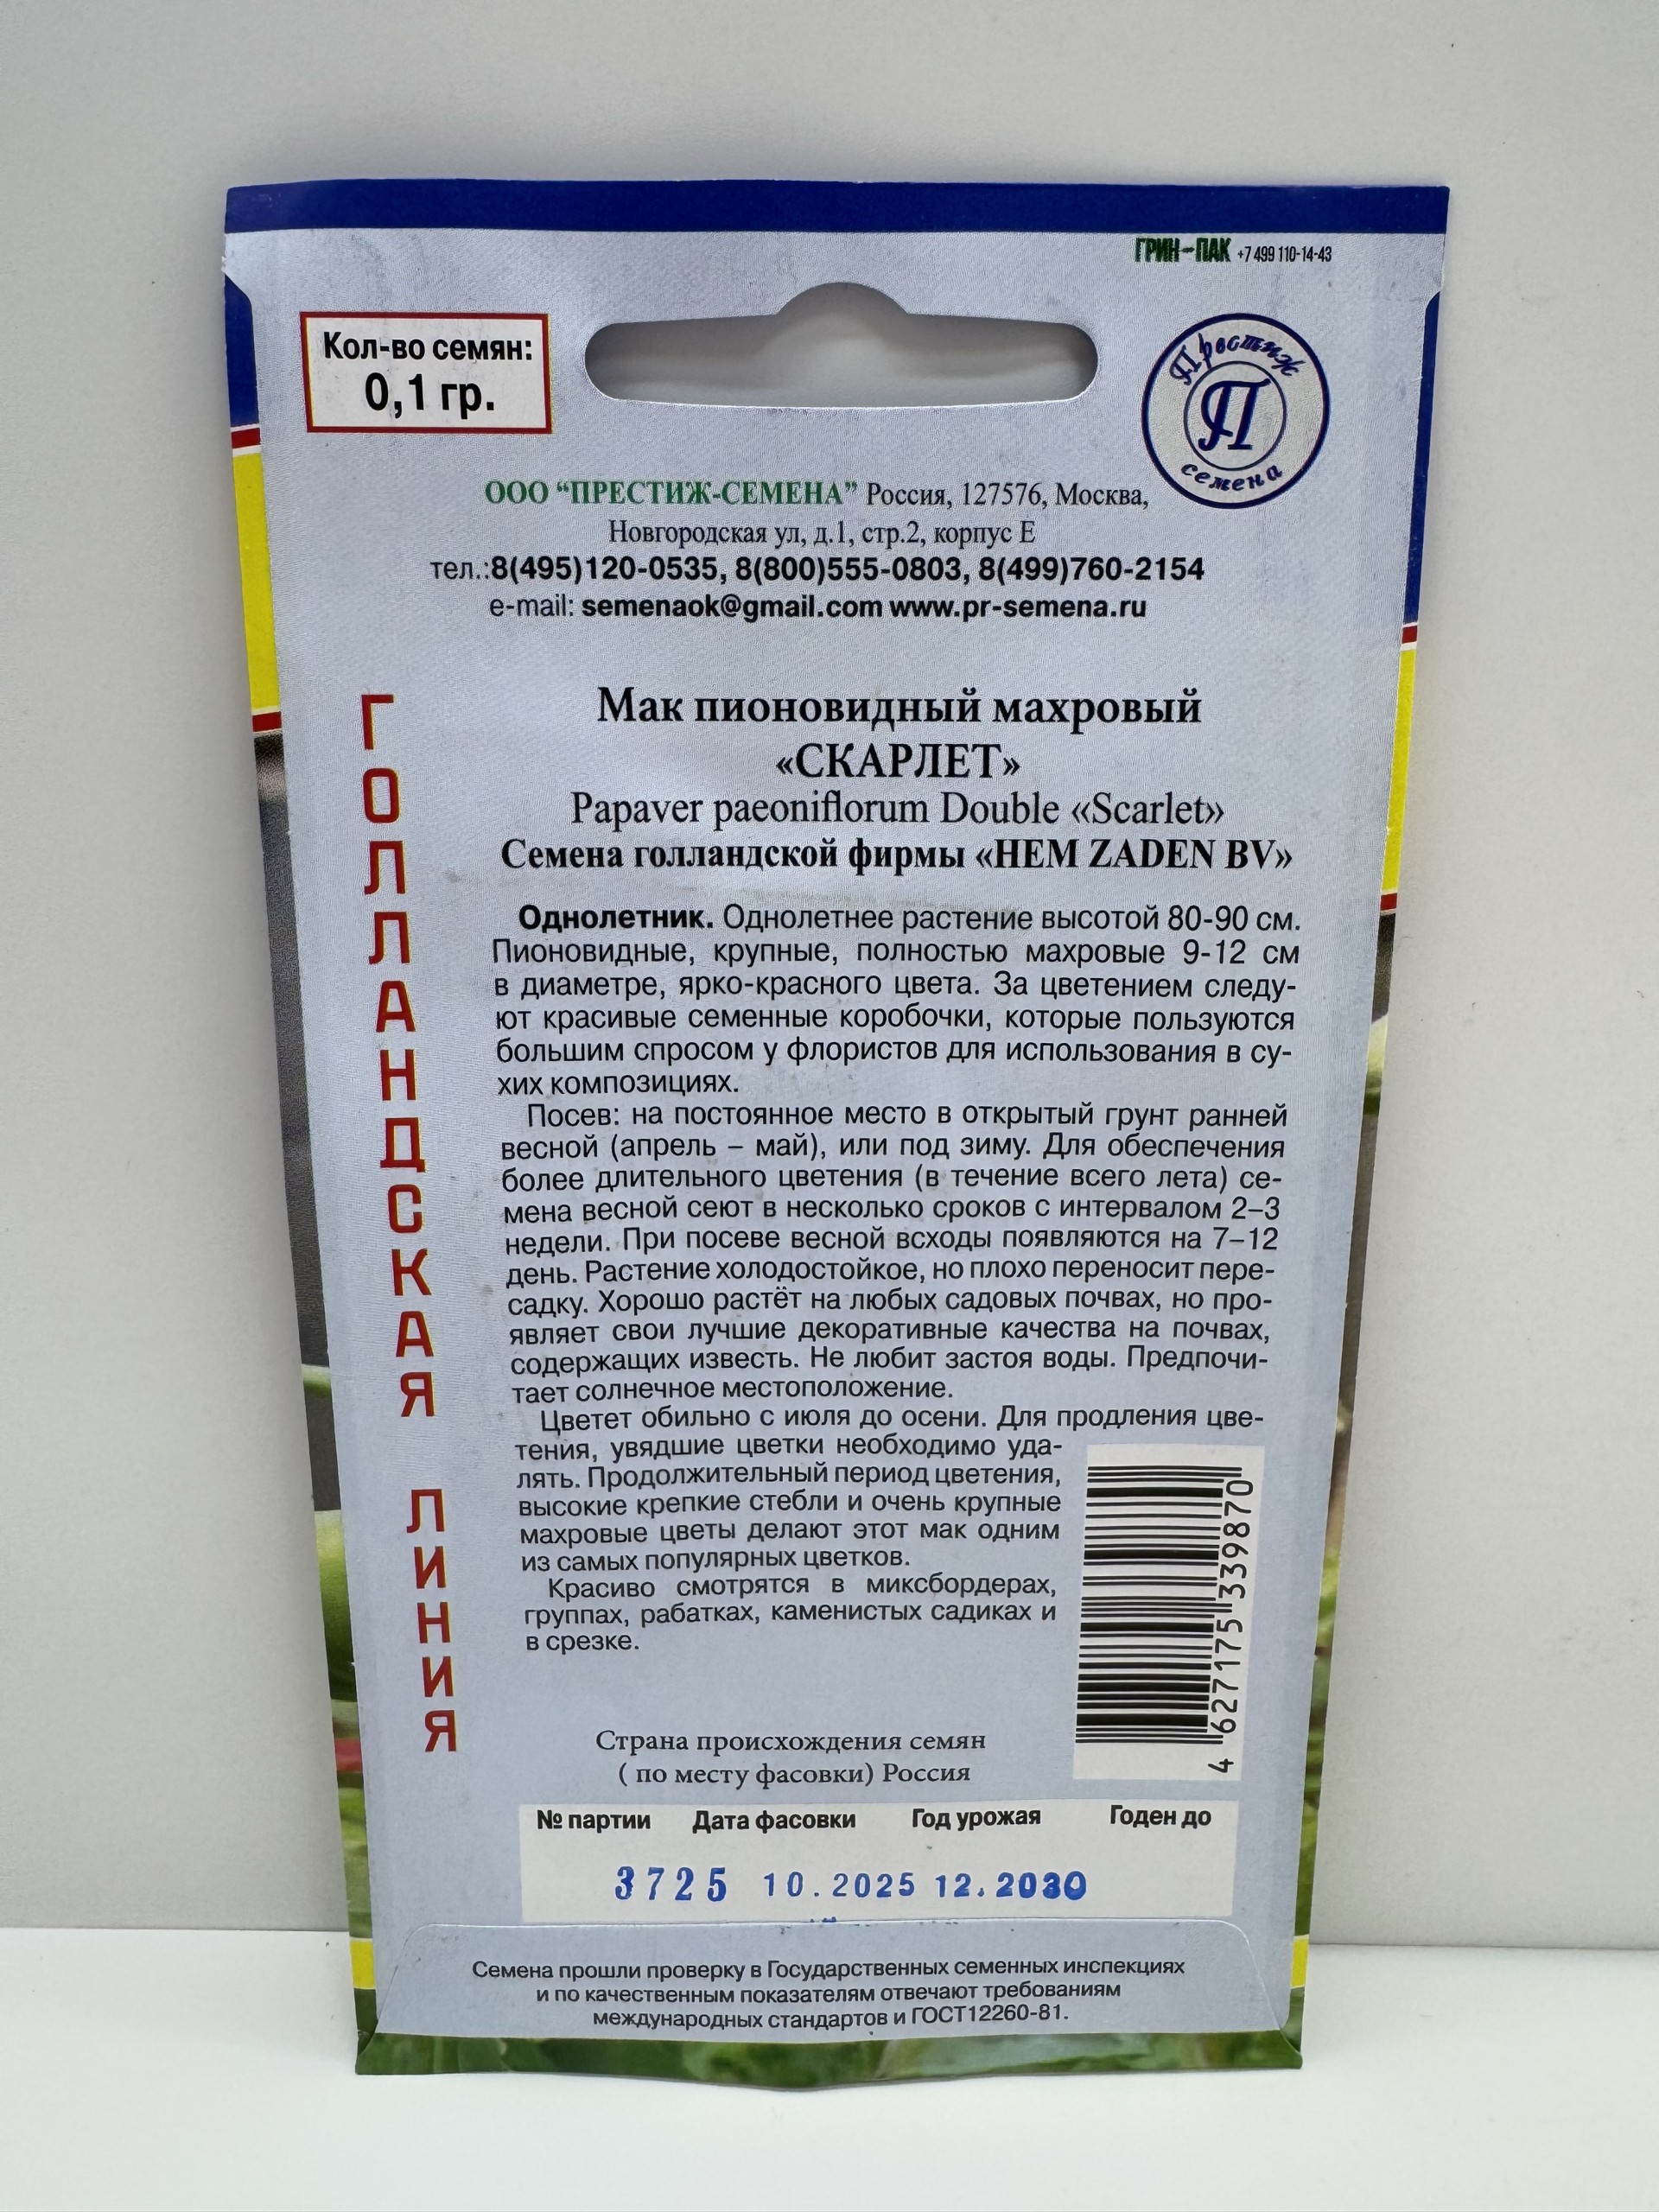 ГРИН-ПАК +7 499 110-14-43
Кол-во семян:
0,1 гр.
Престиж
П
семена
ООО “ПРЕСТИЖ-СЕМЕНА” Россия, 127576, Москва,
Новгородская ул, д.1, стр.2, корпус Е
тел.:8(495)120-0535, 8(800)555-0803, 8(499)760-2154
e-mail: semenaok@gmail.com www.pr-semena.ru
ГОЛЛАНДСКАЯ ЛИНИЯ
Мак пионовидный махровый
«СКАРЛЕТ»
Papaver paeoniflorum Double «Scarlet»
Семена голландской фирмы «HEM ZADEN BV»
Однолетник. Однолетнее растение высотой 80-90 см.
Пионовидные, крупные, полностью махровые 9-12 см
в диаметре, ярко-красного цвета. За цветением следу-
ют красивые семенные коробочки, которые пользуются
большим спросом у флористов для использования в су-
хих композициях.
Посев: на постоянное место в открытый грунт ранней
весной (апрель – май), или под зиму. Для обеспечения
более длительного цветения (в течение всего лета) се-
мена весной сеют в несколько сроков с интервалом 2–3
недели. При посеве весной всходы появляются на 7–12
день. Растение холодостойкое, но плохо переносит пере-
садку. Хорошо растёт на любых садовых почвах, но про-
являет свои лучшие декоративные качества на почвах,
содержащих известь. Не любит застоя воды. Предпочи-
тает солнечное местоположение.
Цветет обильно с июля до осени. Для продления цве-
тения, увядшие цветки необходимо уда-
лять. Продолжительный период цветения,
высокие крепкие стебли и очень крупные
махровые цветы делают этот мак одним
из самых популярных цветков.
Красиво смотрятся в миксбордерах,
группах, рабатках, каменистых садиках и
в срезке.
4 627175 339870
Страна происхождения семян
( по месту фасовки) Россия
№ партии Дата фасовки Год урожая Годен до
3725 10.2025 12.2030
Семена прошли проверку в Государственных семенных инспекциях
и по качественным показателям отвечают требованиям
международных стандартов и ГОСТ12260-81.